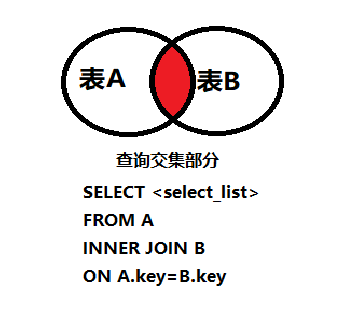 表A 表B
查询交集部分
SELECT <select_list>
FROM A
INNER JOIN B
ON A.key=B.key